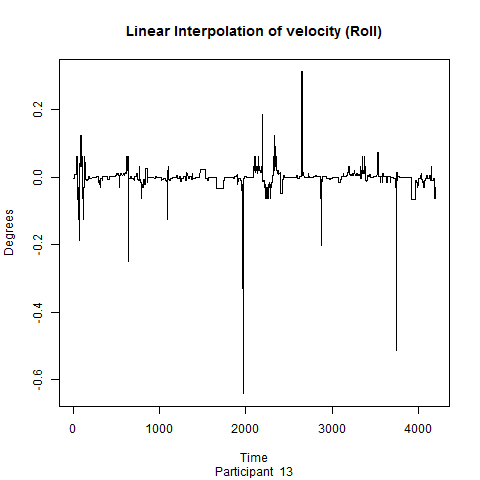 Linear Interpolation of velocity (Roll)
0.2
0.0
-0.2
-0.4
-0.6
Degrees
0 1000 2000 3000 4000
Time
Participant 13